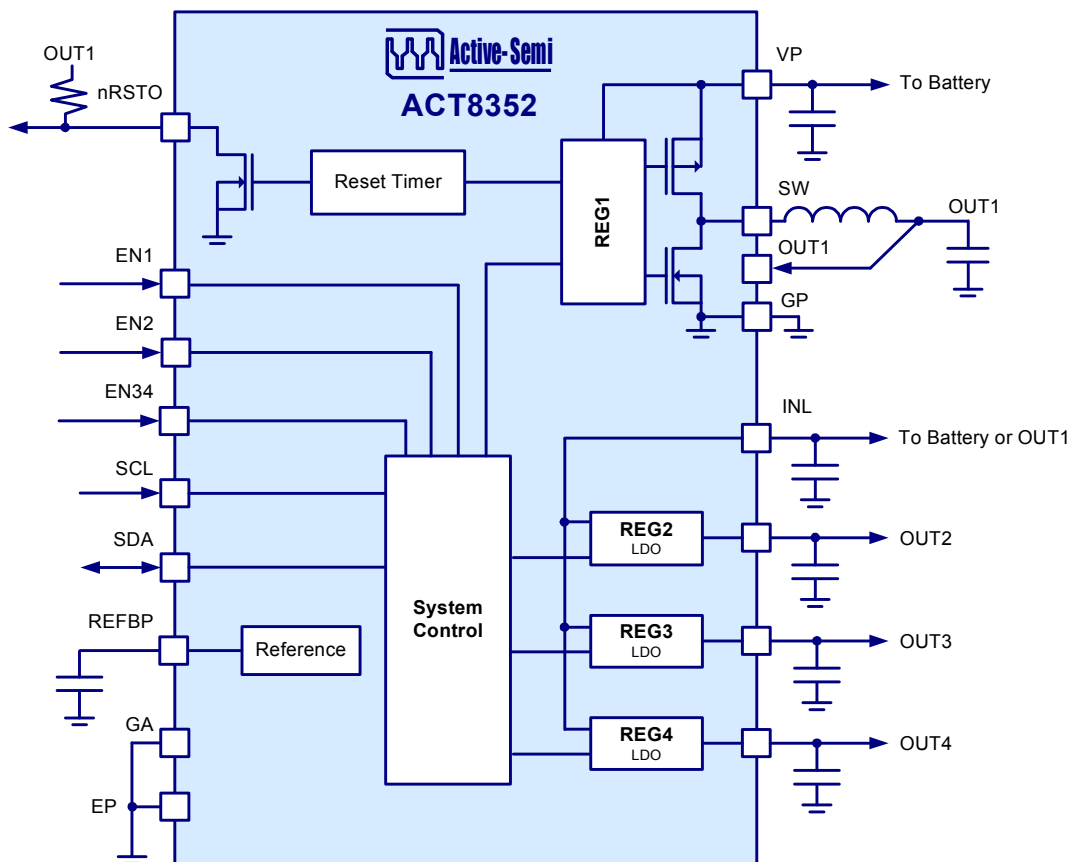 Active-Semi
ACT8352
OUT1
nRSTO
VP
To Battery
Reset Timer
REG1
SW
OUT1
OUT1
GP
EN1
EN2
EN34
SCL
SDA
REFBP
GA
EP
INL
To Battery or OUT1
System
Control
Reference
REG2
LDO
OUT2
REG3
LDO
OUT3
REG4
LDO
OUT4